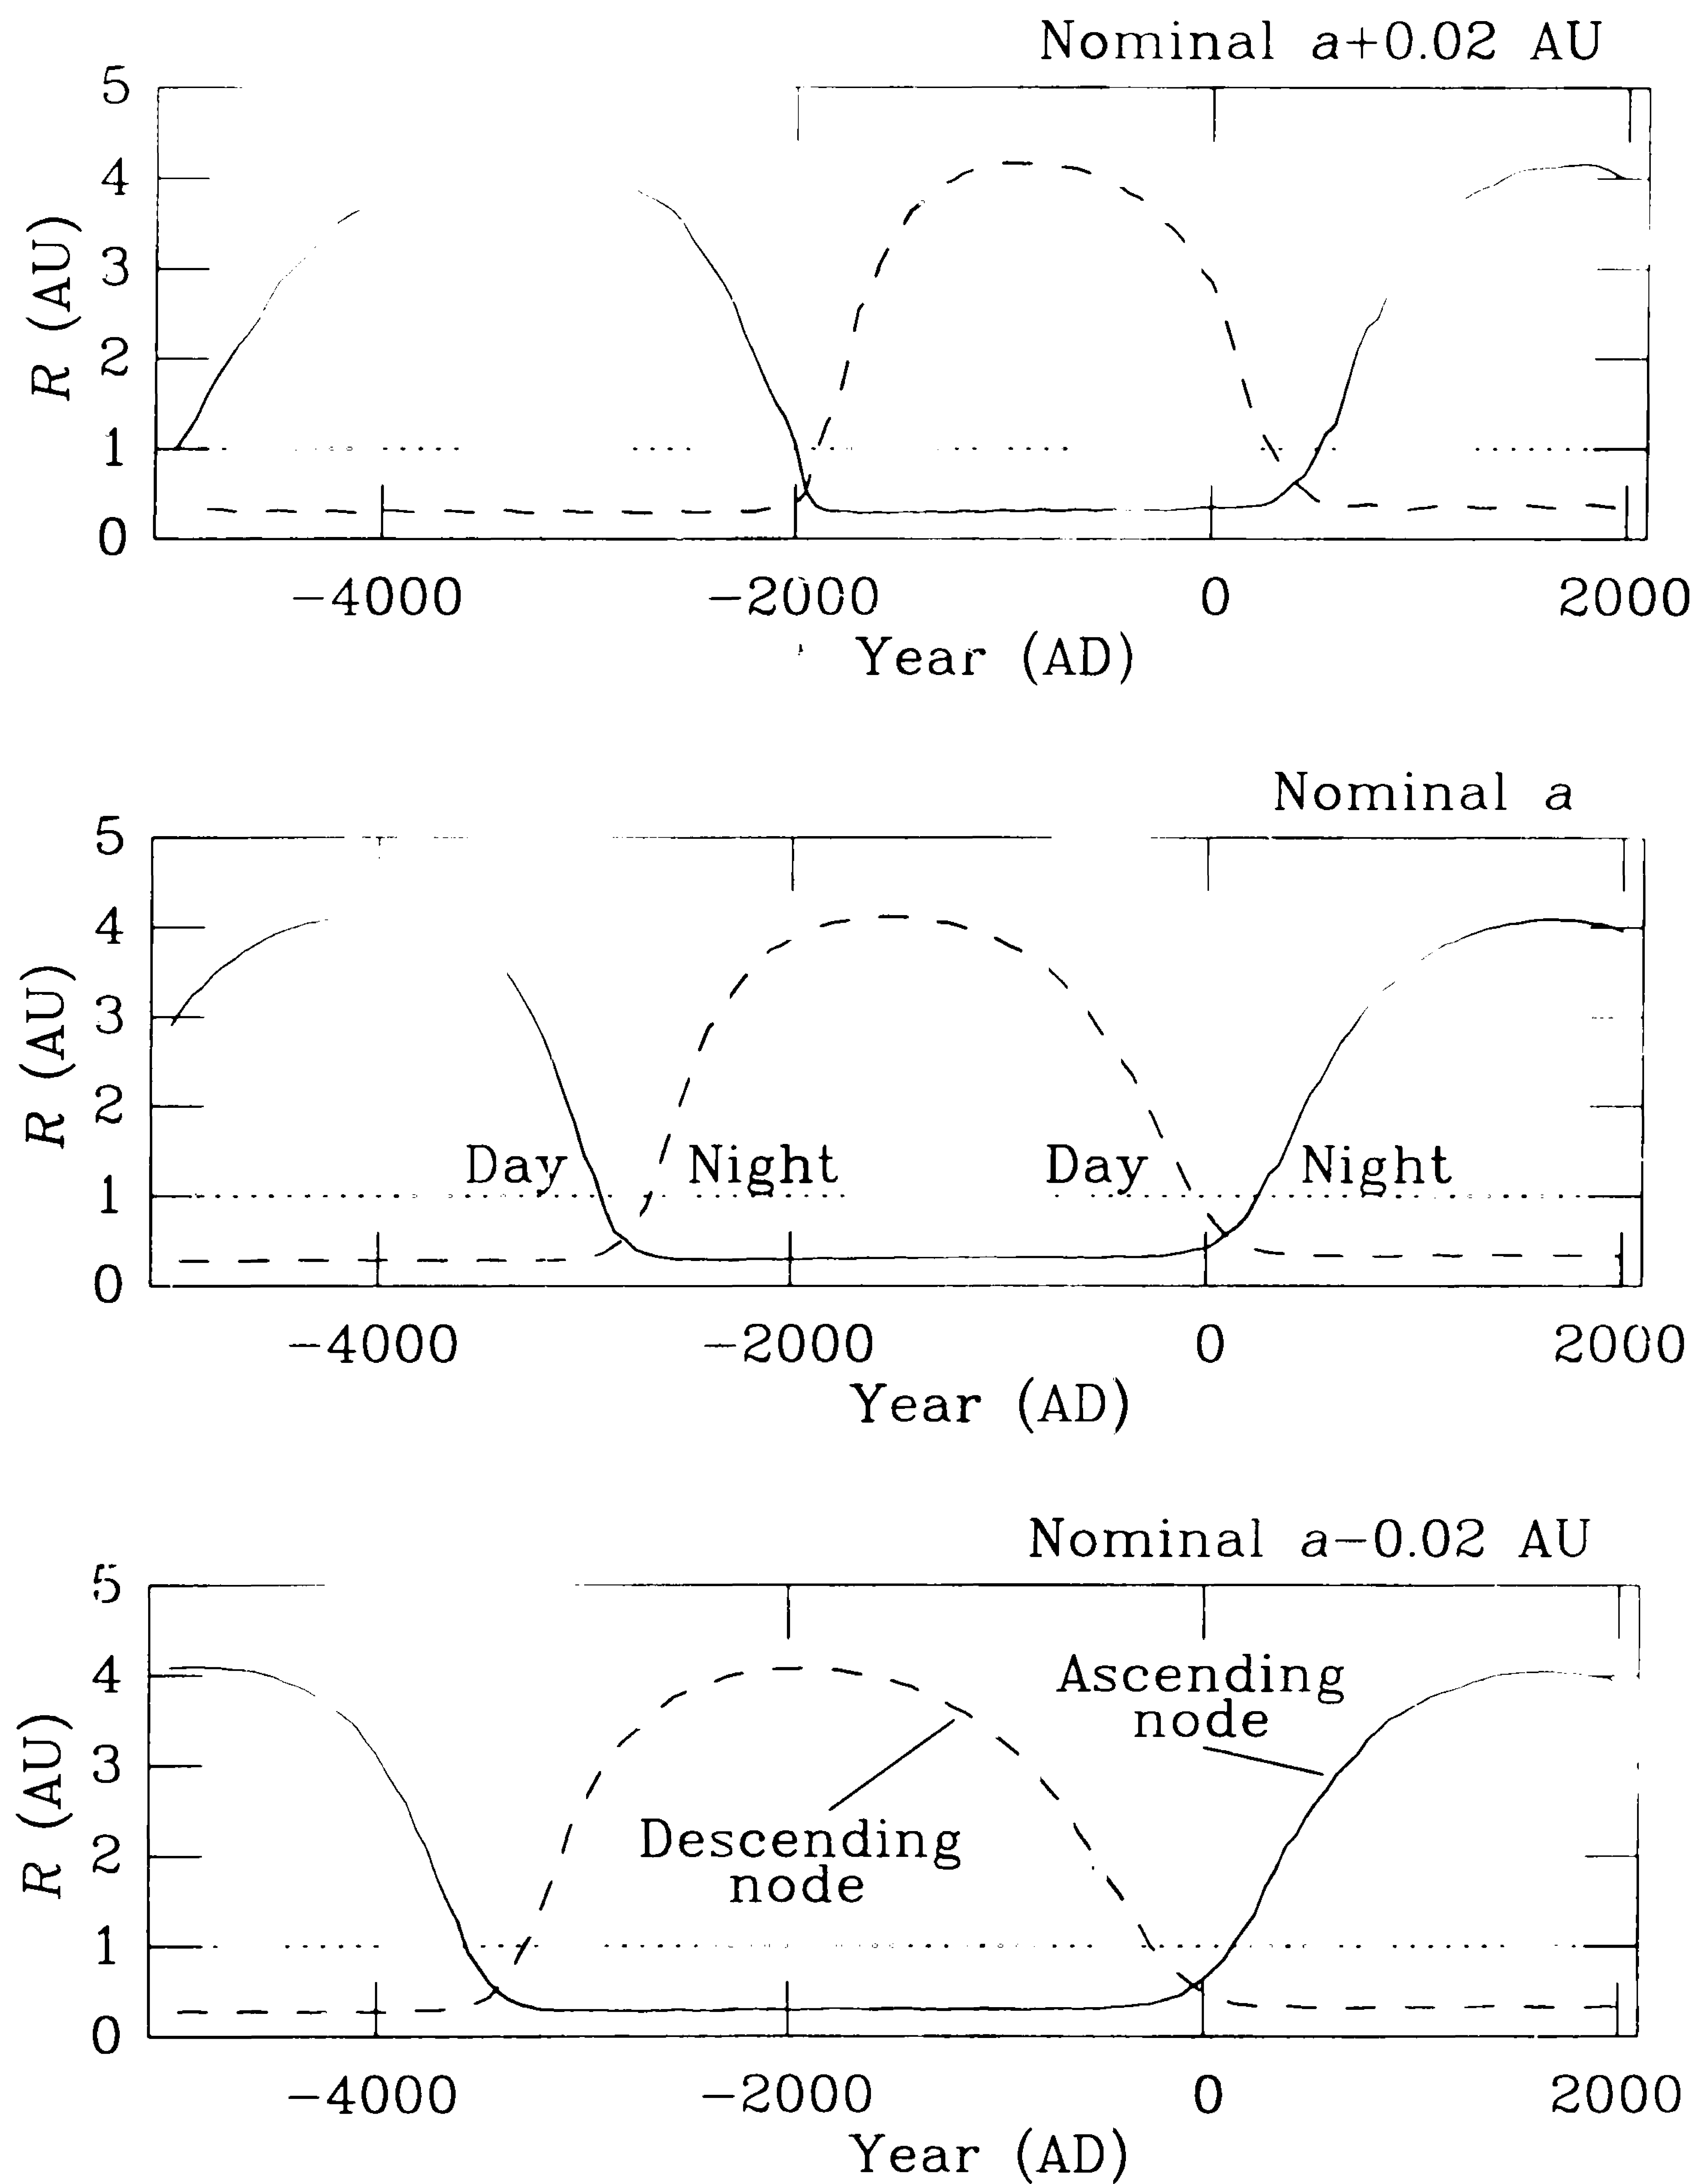 Nominal a+0.02 AU
5
4
3
2
1
0
R (AU)
−4000 −2000 0 2000
Year (AD)
Nominal a
5
4
3
2
1
0
R (AU)
Day Night Day Night
−4000 −2000 0 2000
Year (AD)
Nominal a−0.02 AU
5
4
3
2
1
0
R (AU)
Ascending
node
Descending
node
−4000 −2000 0 2000
Year (AD)